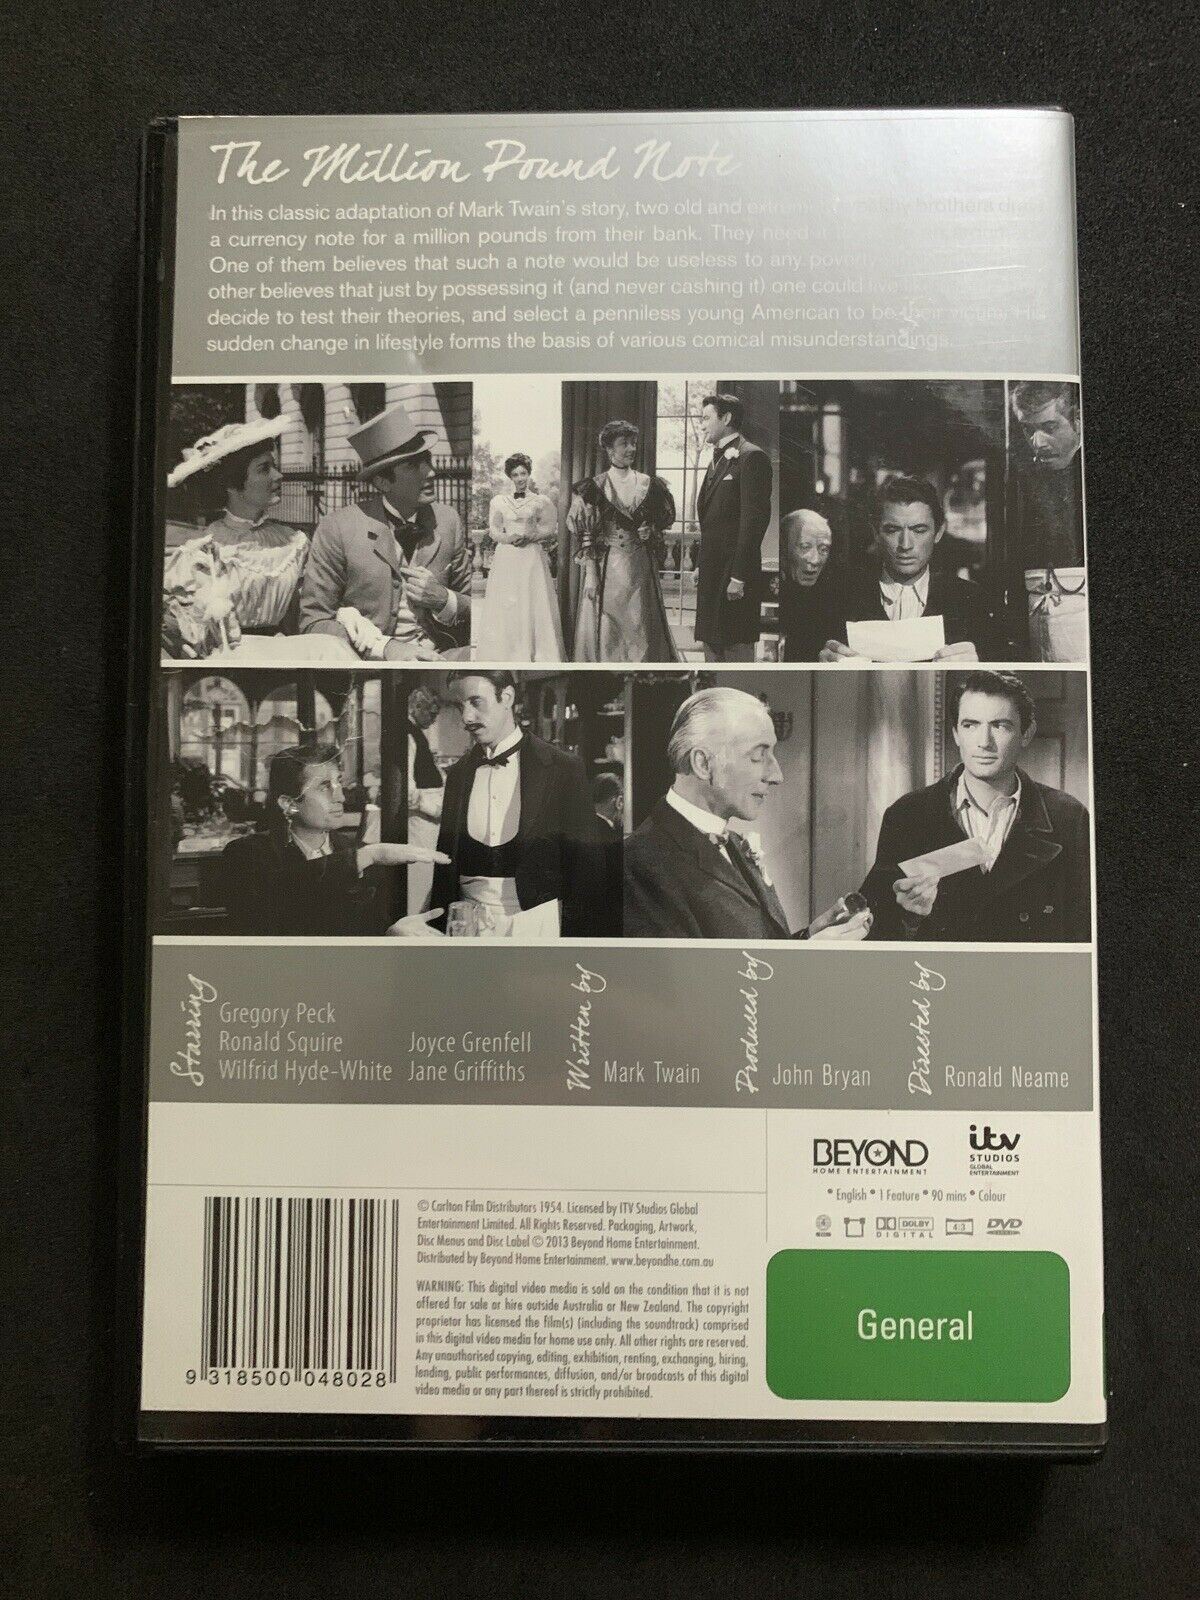 The Million Pound Note
In this classic adaptation of Mark Twain's story, two old and extremely wealthy brothers draw
a currency note for a million pounds from their bank. They need it
One of them believes that such a note would be useless to any
other believes that just by possessing it (and never cashing it) one could live
decide to test their theories, and select a penniless young American to be their victim. His
sudden change in lifestyle forms the basis of various comical misunderstandings.
Starring
Gregory Peck
Ronald Squire
Wilfrid Hyde-White
Joyce Grenfell
Jane Griffiths
Written by
Mark Twain
Produced by
John Bryan
Directed by
Ronald Neame
BEYOND
HOME ENTERTAINMENT
itv
STUDIOS
GLOBAL
ENTERTAINMENT
• English • 1 Feature • 90 mins • Colour
4
DOLBY
DIGITAL
4:3
DVD
© Carlton Film Distributors 1954. Licensed by ITV Studios Global
Entertainment Limited. All Rights Reserved. Packaging, Artwork,
Disc Menus and Disc Label © 2013 Beyond Home Entertainment.
Distributed by Beyond Home Entertainment. www.beyondhe.com.au
WARNING: This digital video media is sold on the condition that it is not
offered for sale or hire outside Australia or New Zealand. The copyright
proprietor has licensed the film(s) (including the soundtrack) comprised
in this digital video media for home use only. All other rights are reserved.
Any unauthorised copying, editing, exhibition, renting, exchanging, hiring,
lending, public performances, diffusion, and/or broadcasts of this digital
video media or any part thereof is strictly prohibited.
General
9 318500 048028